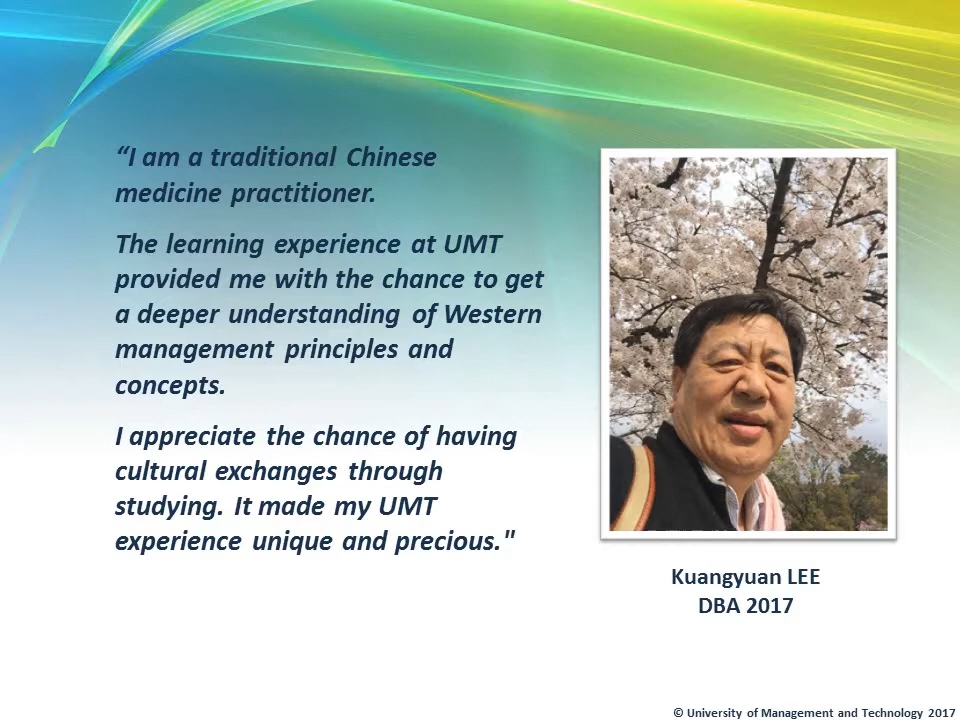 “I am a traditional Chinese
medicine practitioner.
The learning experience at UMT
provided me with the chance to get
a deeper understanding of Western
management principles and
concepts.
I appreciate the chance of having
cultural exchanges through
studying. It made my UMT
experience unique and precious."
Kuangyuan LEE
DBA 2017
© University of Management and Technology 2017